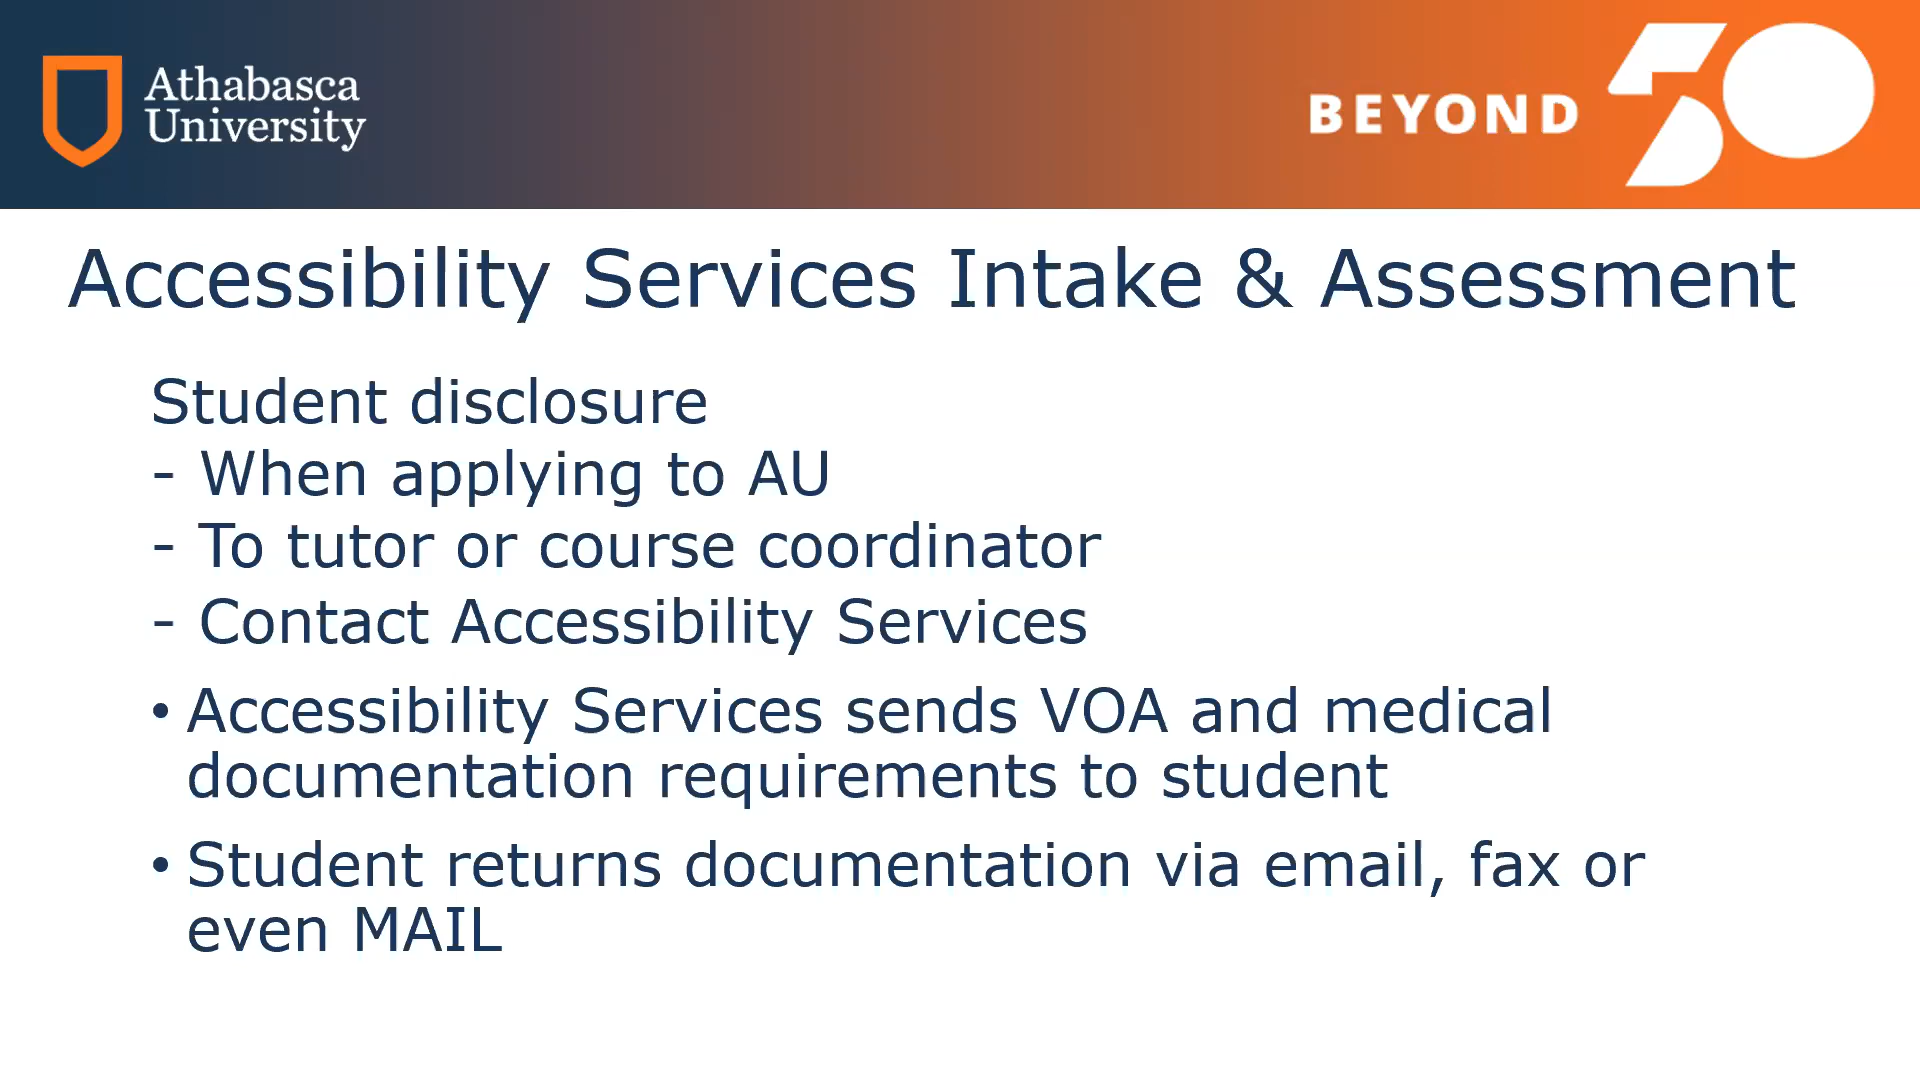 Athabasca
University
BEYOND 50
Accessibility Services Intake & Assessment
Student disclosure
- When applying to AU
- To tutor or course coordinator
- Contact Accessibility Services
• Accessibility Services sends VOA and medical
documentation requirements to student
• Student returns documentation via email, fax or
even MAIL